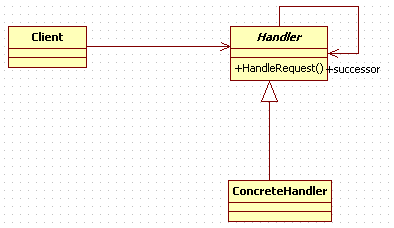 Client
Handler
+HandleRequest()
+successor
ConcreteHandler